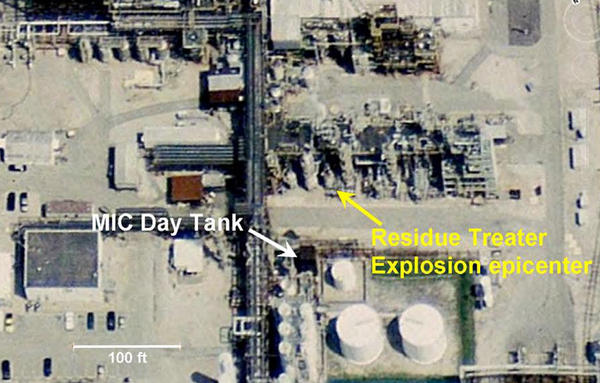 MIC Day Tank
Residue Treater
Explosion epicenter
100 ft